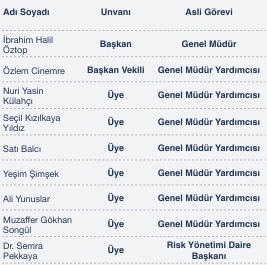 Adı Soyadı Unvanı Asli Görevi
İbrahim Halil
Öztop Başkan Genel Müdür
Özlem Cinemre Başkan Vekili Genel Müdür Yardımcısı
Nuri Yasin
Külahçı Üye Genel Müdür Yardımcısı
Seçil Kızılkaya
Yıldız Üye Genel Müdür Yardımcısı
Satı Balcı Üye Genel Müdür Yardımcısı
Yeşim Şimşek Üye Genel Müdür Yardımcısı
Ali Yunuslar Üye Genel Müdür Yardımcısı
Muzaffer Gökhan
Songül Üye Genel Müdür Yardımcısı
Dr. Semra
Pekkaya Üye Risk Yönetimi Daire
Başkanı